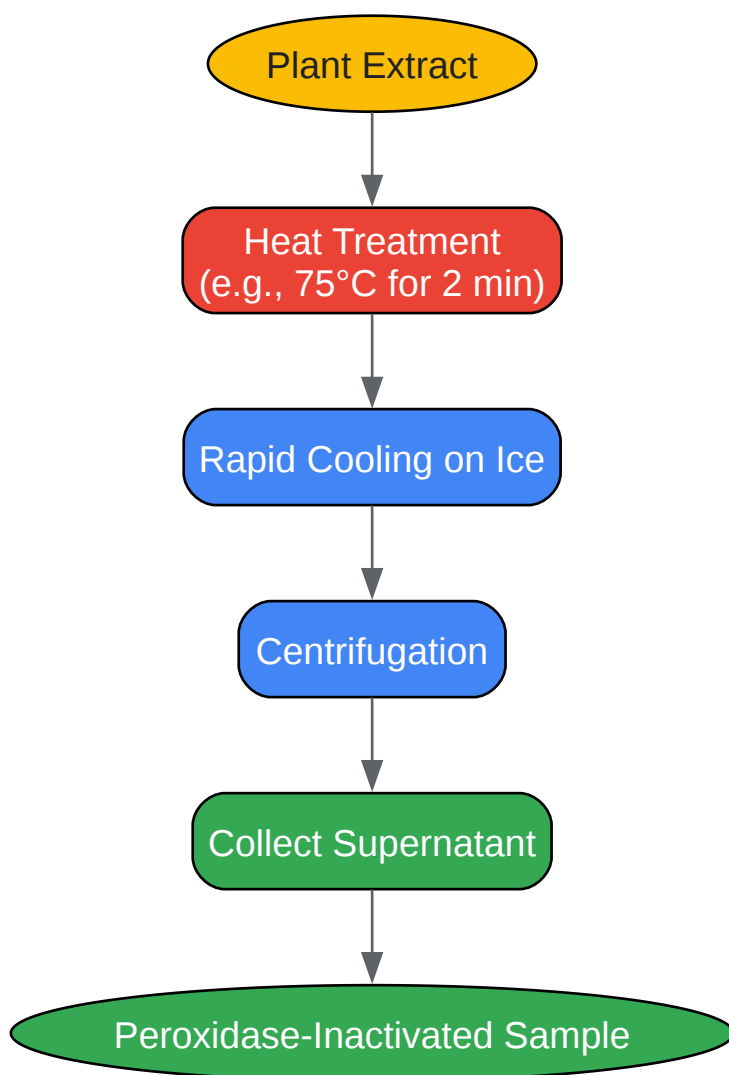 Plant Extract
Heat Treatment
(e.g., 75°C for 2 min)
Rapid Cooling on Ice
Centrifugation
Collect Supernatant
Peroxidase-Inactivated Sample